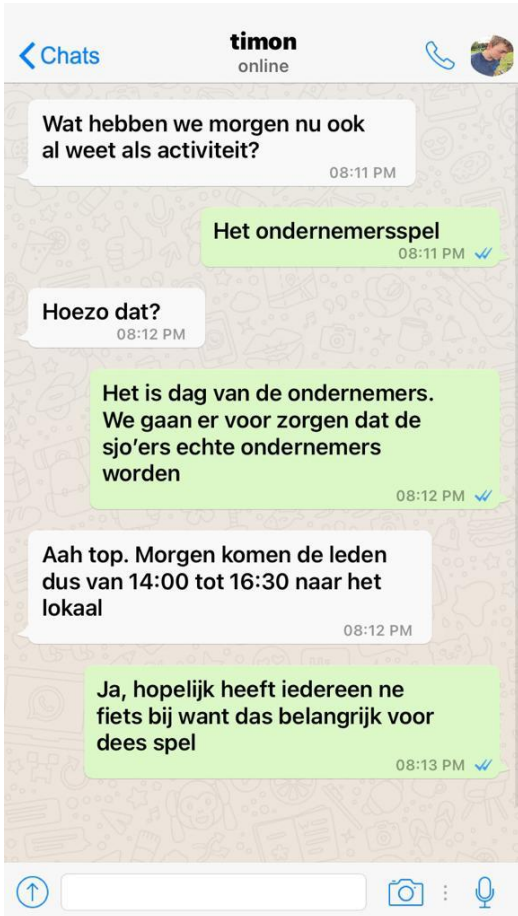 timon
Chats
online
Wat hebben we morgen nu ook
al weet als activiteit?
08:11 PM
Het ondernemersspel
08:11 PM
Hoezo dat?
08:12 PM
Het is dag van de ondernemers.
We gaan er voor zorgen dat de
sjo'ers echte ondernemers
worden
08:12 PM
Aah top. Morgen komen de leden
dus van 14:00 tot 16:30 naar het
lokaal
08:12 PM
Ja, hopelijk heeft iedereen ne
fiets bij want das belangrijk voor
dees spel
08:13 PM